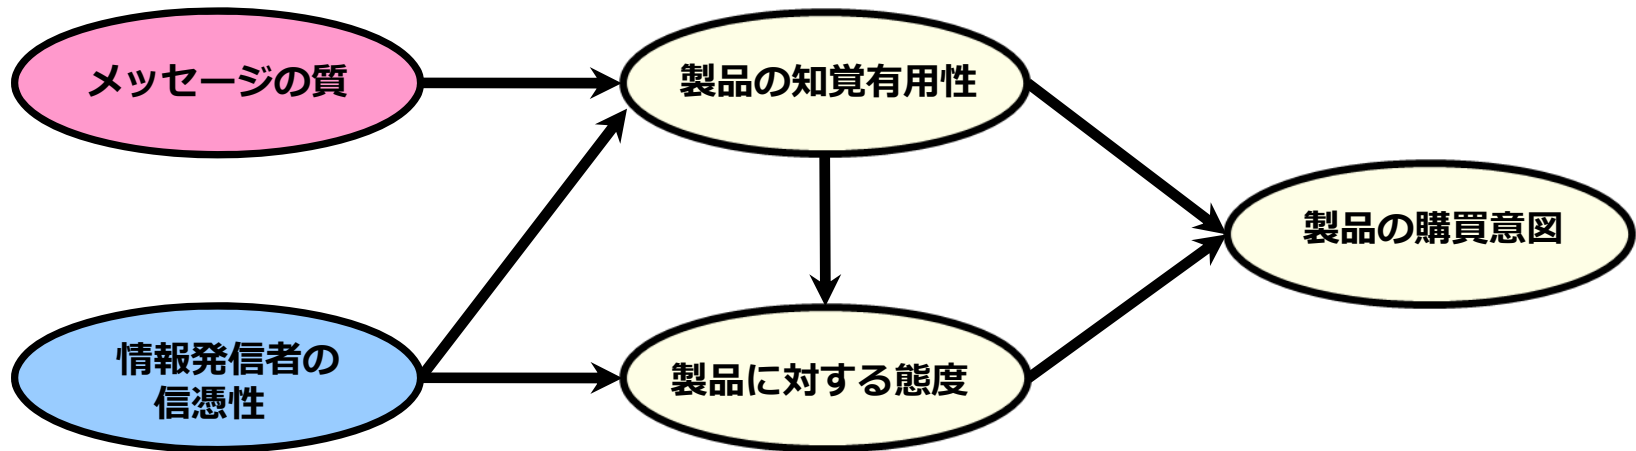 メッセージの質
製品の知覚有用性
製品の購買意図
情報発信者の
信憑性
製品に対する態度